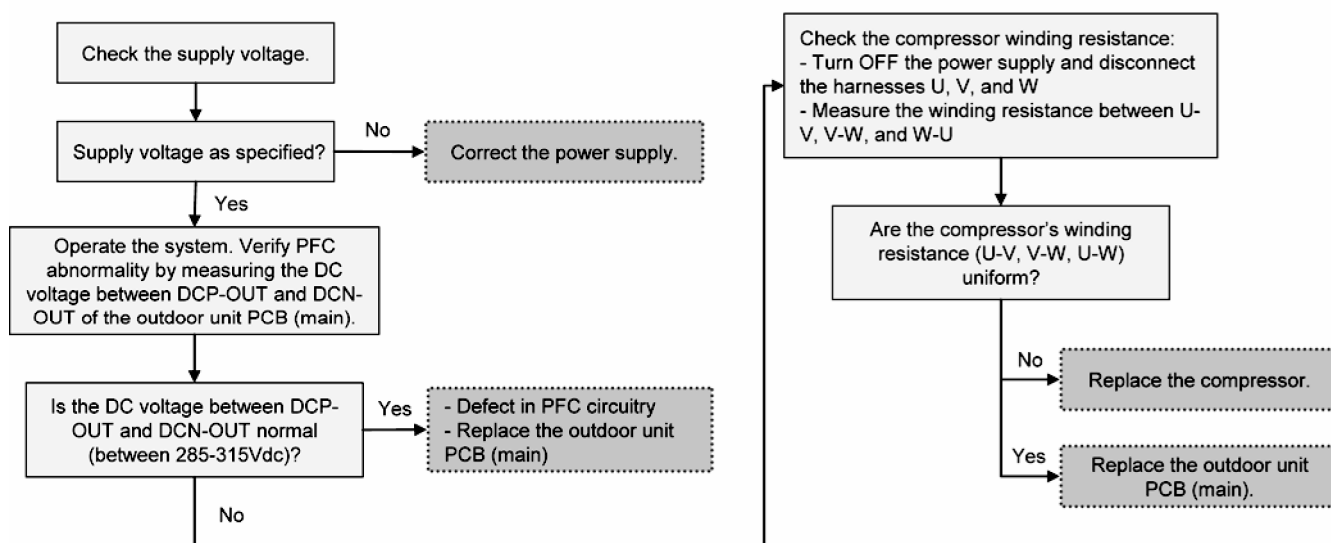 Check the supply voltage.
Supply voltage as specified?
No
Correct the power supply.
Yes
Operate the system. Verify PFC
abnormality by measuring the DC
voltage between DCP-OUT and DCN-
OUT of the outdoor unit PCB (main).
Is the DC voltage between DCP-
OUT and DCN-OUT normal
(between 285-315Vdc)?
Yes
- Defect in PFC circuitry
- Replace the outdoor unit
PCB (main)
No
Check the compressor winding resistance:
- Turn OFF the power supply and disconnect
the harnesses U, V, and W
- Measure the winding resistance between U-
V, V-W, and W-U
Are the compressor’s winding
resistance (U-V, V-W, U-W)
uniform?
No
Replace the compressor.
Yes
Replace the outdoor unit
PCB (main).